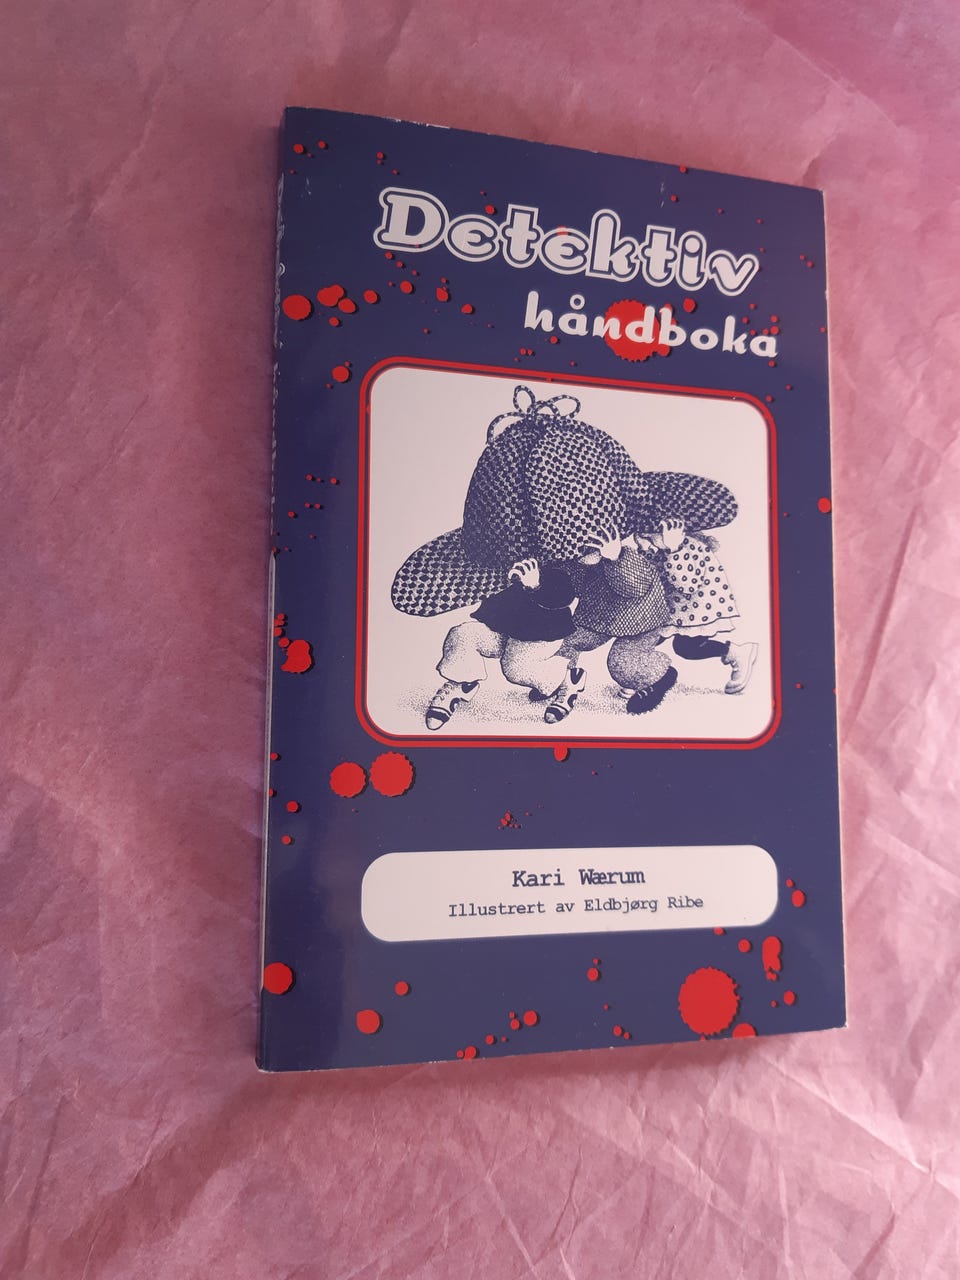 Detektiv
håndboka
Kari Wærum
Illustrert av Eldbjørg Ribe